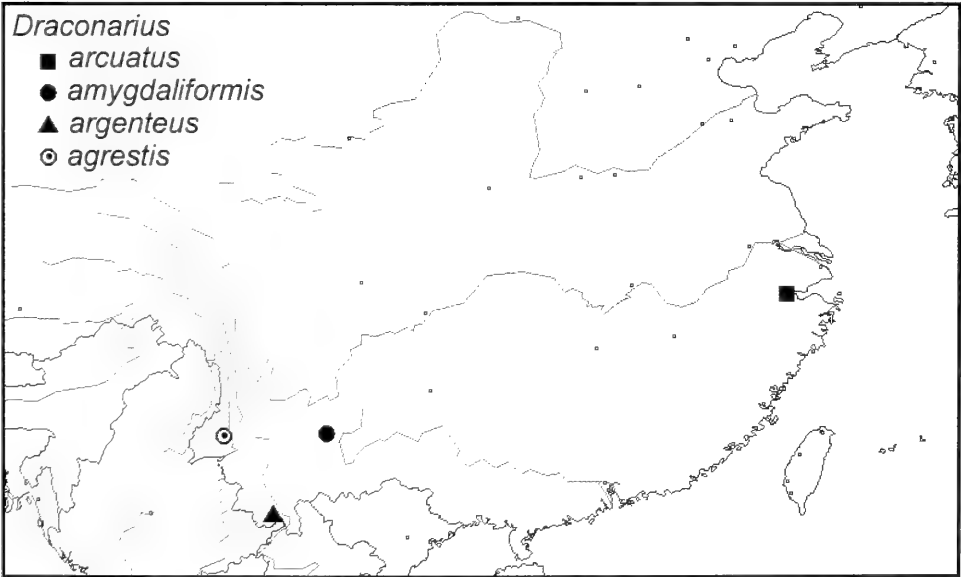 Draconarius
arcuatus
amygdaliformis
argenteus
agrestis